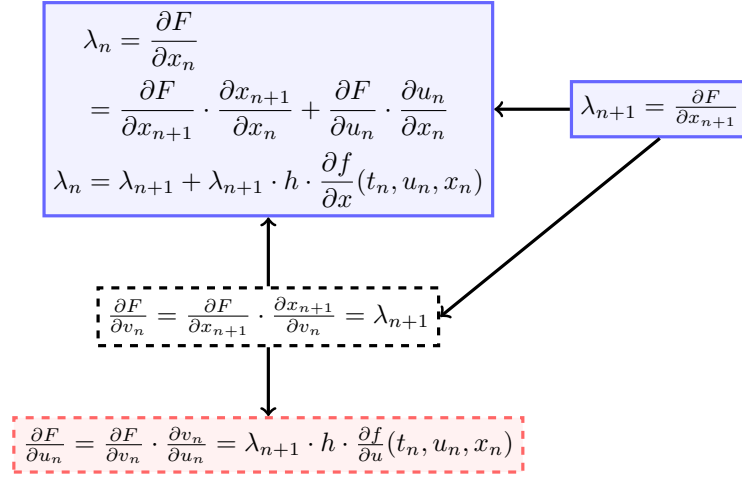 λ_n = ∂F/∂x_n
= ∂F/∂x_{n+1} · ∂x_{n+1}/∂x_n + ∂F/∂u_n · ∂u_n/∂x_n
λ_n = λ_{n+1} + λ_{n+1} · h · ∂f/∂x(t_n, u_n, x_n)
λ_{n+1} = ∂F/∂x_{n+1}
∂F/∂v_n = ∂F/∂x_{n+1} · ∂x_{n+1}/∂v_n = λ_{n+1}
∂F/∂u_n = ∂F/∂v_n · ∂v_n/∂u_n = λ_{n+1} · h · ∂f/∂u(t_n, u_n, x_n)